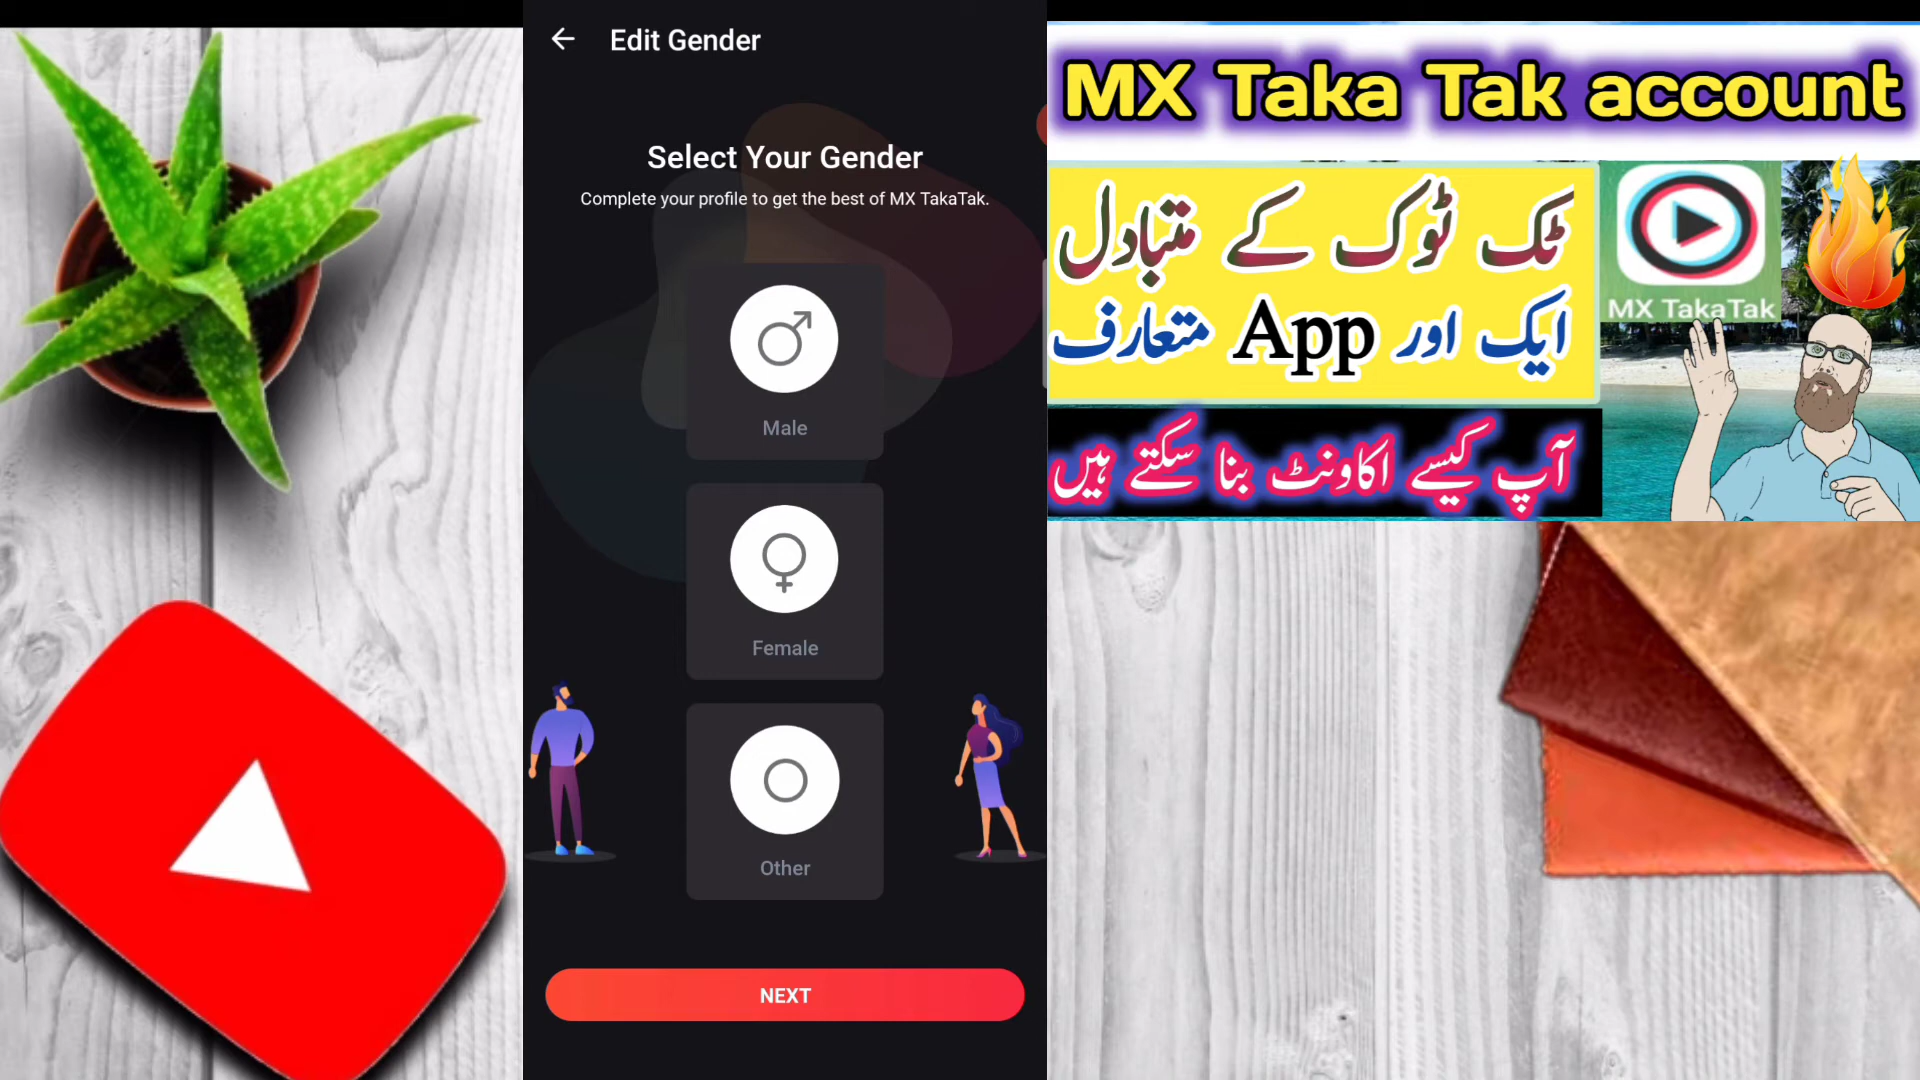 Edit Gender
Select Your Gender
Complete your profile to get the best of MX TakaTak.
Male
Female
Other
NEXT
MX Taka Tak account
ٹک ٹوک کے متبادل
ایک اور App متعارف
MX TakaTak
آپ کیسے اکاونٹ بنا سکتے ہیں